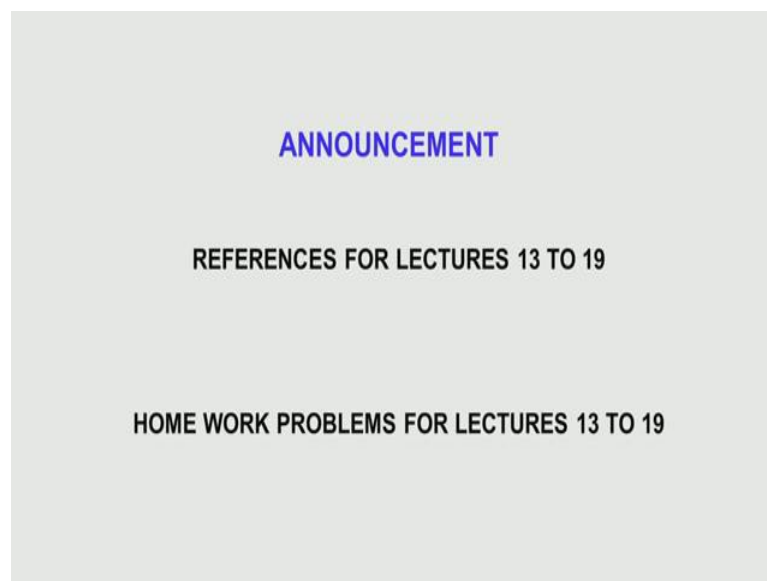 ANNOUNCEMENT
REFERENCES FOR LECTURES 13 TO 19
HOME WORK PROBLEMS FOR LECTURES 13 TO 19